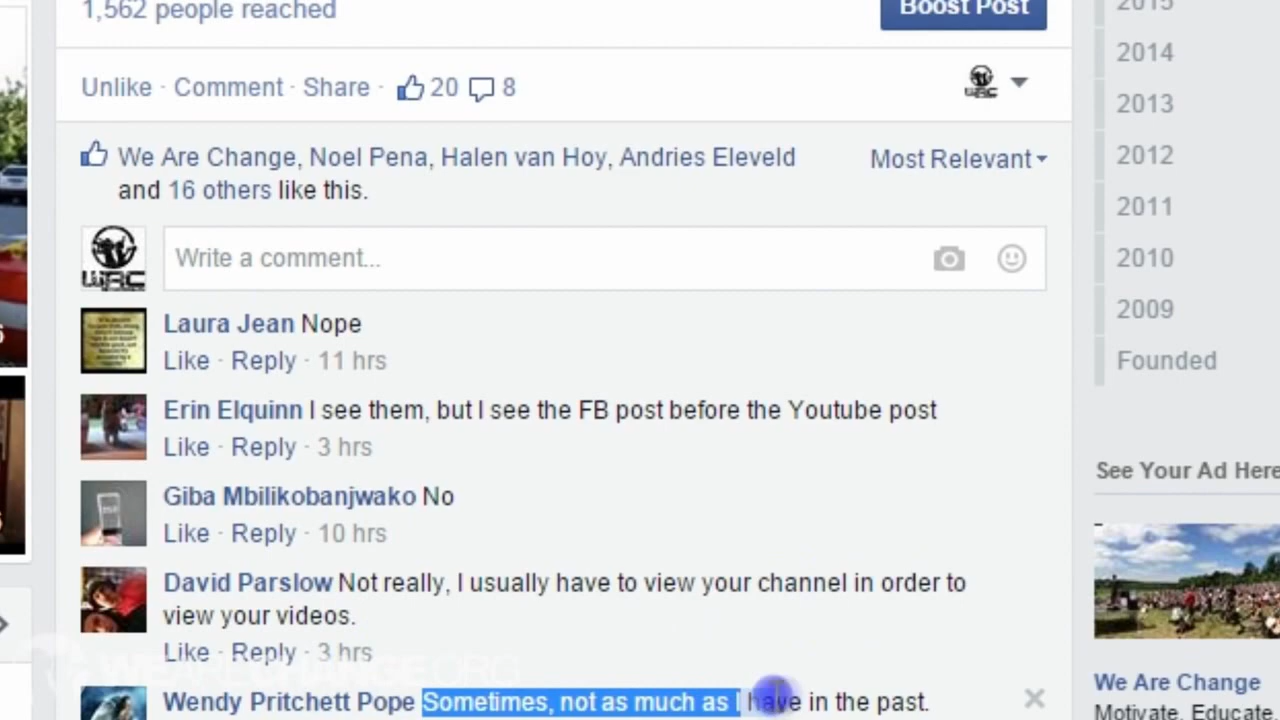 1,562 people reached
Boost Post
Unlike · Comment · Share · 20 8
WRC
We Are Change, Noel Pena, Halen van Hoy, Andries Eleveld
Most Relevant
and 16 others like this.
WRC
Write a comment...
Laura Jean Nope
Like · Reply · 11 hrs
Erin Elquinn I see them, but I see the FB post before the Youtube post
Like · Reply · 3 hrs
Giba Mbilikobanjwako No
Like · Reply · 10 hrs
David Parslow Not really, I usually have to view your channel in order to
view your videos.
Like · Reply · 3 hrs
WEARECHANGE.ORG
Wendy Pritchett Pope Sometimes, not as much as I have in the past.
2015
2014
2013
2012
2011
2010
2009
Founded
See Your Ad Here
We Are Change
Motivate, Educate